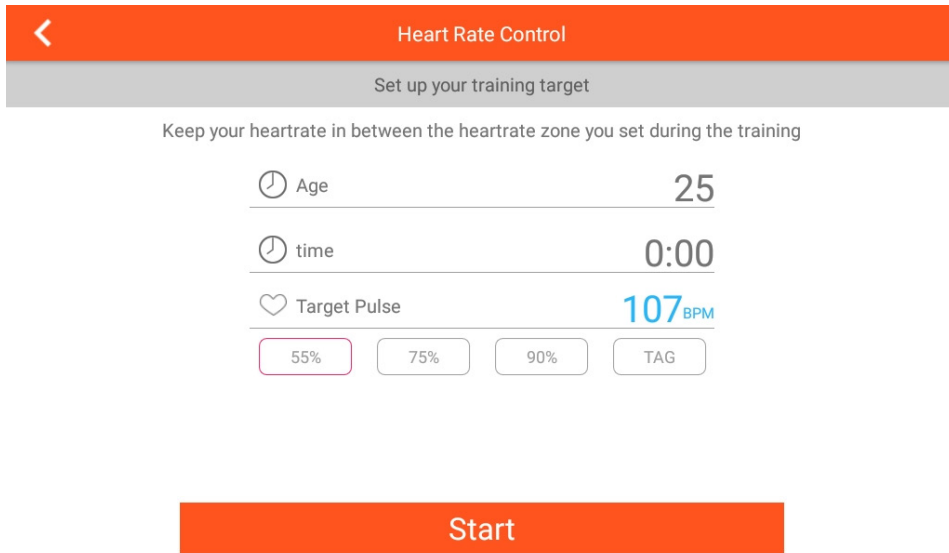 Heart Rate Control
Set up your training target
Keep your heartrate in between the heartrate zone you set during the training
Age 25
time 0:00
Target Pulse 107BPM
55% 75% 90% TAG
Start